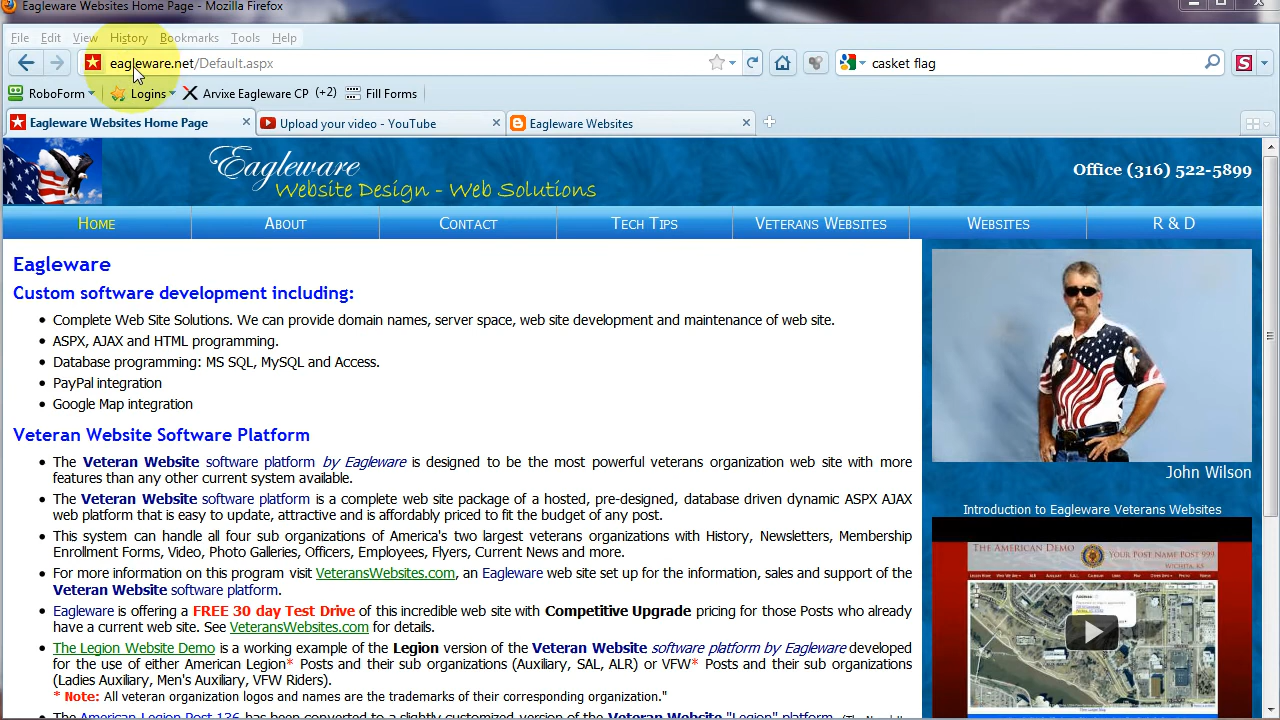 Eagleware Websites Home Page - Mozilla Firefox
File Edit View History Bookmarks Tools Help
eagleware.net/Default.aspx
casket flag
RoboForm Logins Arvixe Eagleware CP (+2) Fill Forms
Eagleware Websites Home Page Upload your video - YouTube Eagleware Websites
Eagleware
Website Design - Web Solutions
Office (316) 522-5899
Home About Contact Tech Tips Veterans Websites Websites R & D
Eagleware
Custom software development including:
• Complete Web Site Solutions. We can provide domain names, server space, web site development and maintenance of web site.
• ASPX, AJAX and HTML programming.
• Database programming: MS SQL, MySQL and Access.
• PayPal integration
• Google Map integration
Veteran Website Software Platform
• The Veteran Website software platform by Eagleware is designed to be the most powerful veterans organization web site with more
features than any other current system available.
• The Veteran Website software platform is a complete web site package of a hosted, pre-designed, database driven dynamic ASPX AJAX
web platform that is easy to update, attractive and is affordably priced to fit the budget of any post.
• This system can handle all four sub organizations of America's two largest veterans organizations with History, Newsletters, Membership
Enrollment Forms, Video, Photo Galleries, Officers, Employees, Flyers, Current News and more.
• For more information on this program visit VeteransWebsites.com, an Eagleware web site set up for the information, sales and support of the
Veteran Website software platform.
• Eagleware is offering a FREE 30 day Test Drive of this incredible web site with Competitive Upgrade pricing for those Posts who already
have a current web site. See VeteransWebsites.com for details.
• The Legion Website Demo is a working example of the Legion version of the Veteran Website software platform by Eagleware developed
for the use of either American Legion* Posts and their sub organizations (Auxiliary, SAL, ALR) or VFW* Posts and their sub organizations
(Ladies Auxiliary, Men's Auxiliary, VFW Riders).
* Note: All veteran organization logos and names are the trademarks of their corresponding organization."
John Wilson
Introduction to Eagleware Veterans Websites
The American Demo Your Post Name Post 999
Wichita, KS